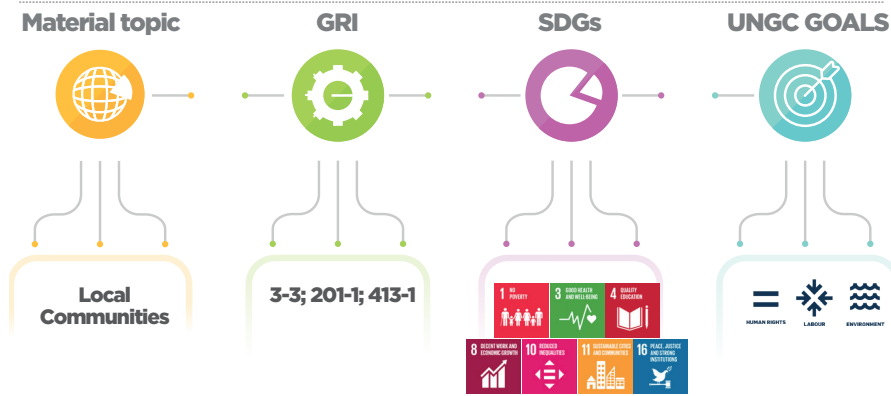 Material topic
GRI
SDGs
UNGC GOALS
Local
Communities
3-3; 201-1; 413-1
1 NO
POVERTY
3 GOOD HEALTH
AND WELL-BEING
4 QUALITY
EDUCATION
8 DECENT WORK AND
ECONOMIC GROWTH
10 REDUCED
INEQUALITIES
11 SUSTAINABLE CITIES
AND COMMUNITIES
16 PEACE, JUSTICE
AND STRONG
INSTITUTIONS
HUMAN RIGHTS
LABOUR
ENVIRONMENT